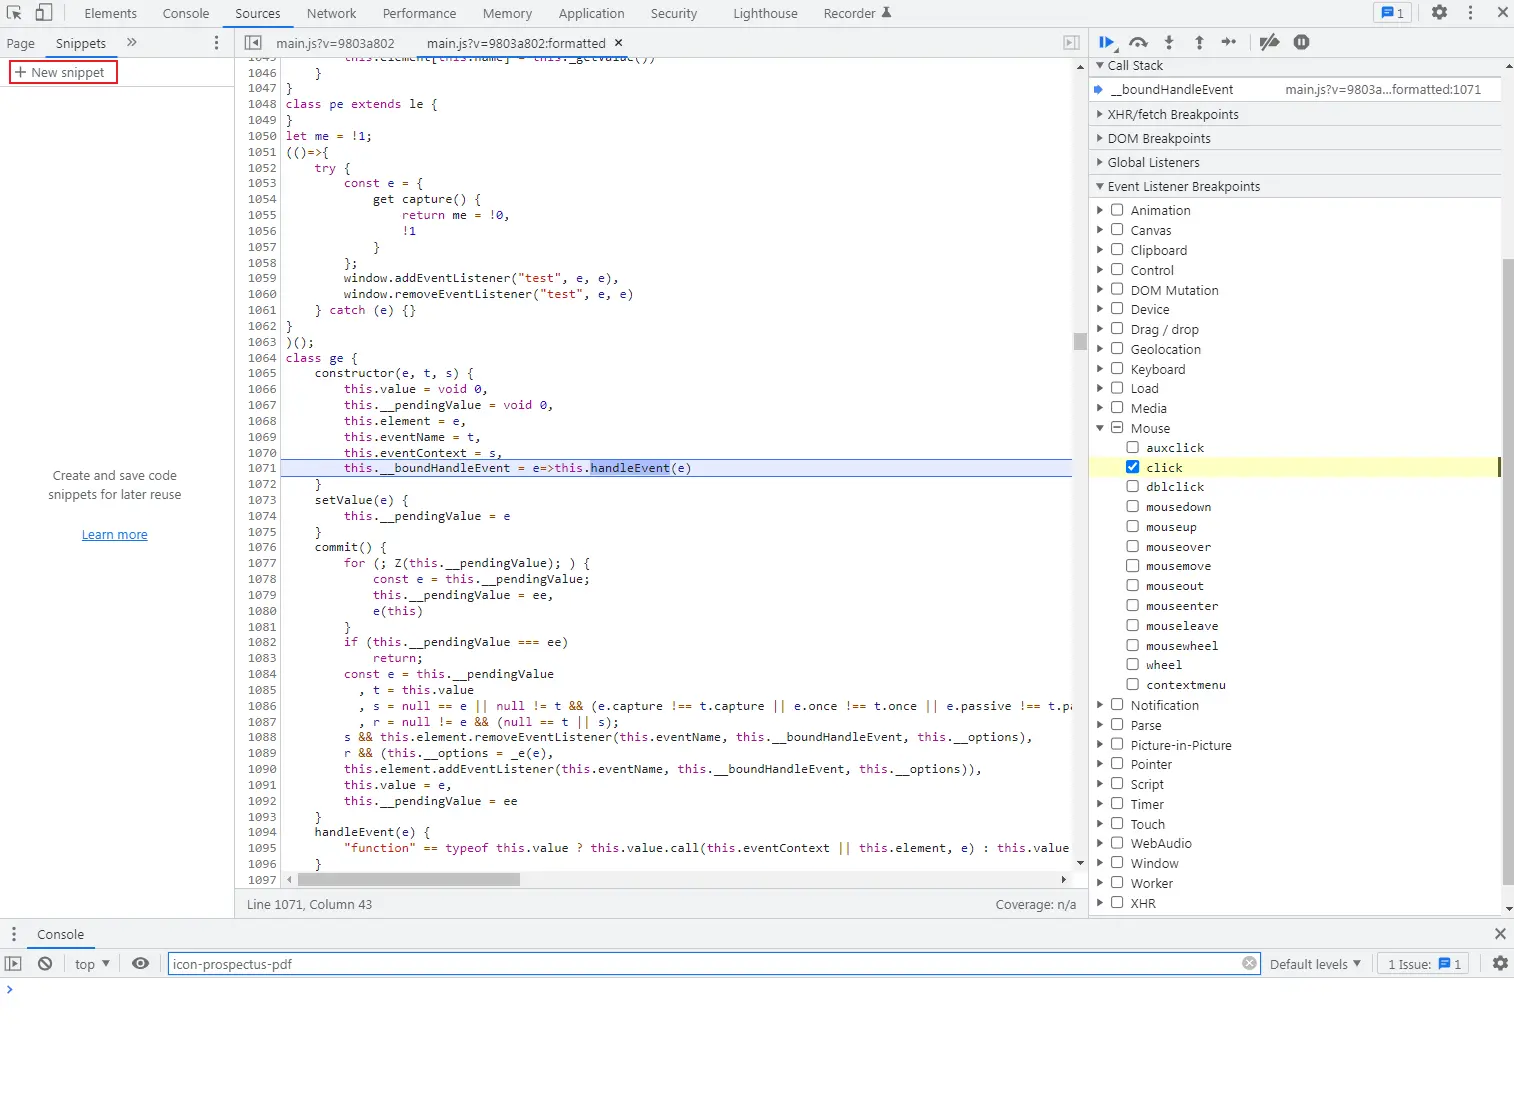 Elements Console Sources Network Performance Memory Application Security Lighthouse Recorder 1
Page Snippets » main.js?v=9803a802 main.js?v=9803a802:formatted ×
+ New snippet
Create and save code
snippets for later reuse
Learn more
1046 }
1047 }
1048 class pe extends le {
1049 }
1050 let me = !1;
1051 (()=>{
1052 try {
1053 const e = {
1054 get capture() {
1055 return me = !0,
1056 !1
1057 }
1058 };
1059 window.addEventListener("test", e, e),
1060 window.removeEventListener("test", e, e)
1061 } catch (e) {}
1062 }
1063 )();
1064 class ge {
1065 constructor(e, t, s) {
1066 this.value = void 0,
1067 this.__pendingValue = void 0,
1068 this.element = e,
1069 this.eventName = t,
1070 this.eventContext = s,
1071 this.__boundHandleEvent = e=>this.handleEvent(e)
1072 }
1073 setValue(e) {
1074 this.__pendingValue = e
1075 }
1076 commit() {
1077 for (; Z(this.__pendingValue); ) {
1078 const e = this.__pendingValue;
1079 this.__pendingValue = ee,
1080 e(this)
1081 }
1082 if (this.__pendingValue === ee)
1083 return;
1084 const e = this.__pendingValue
1085 , t = this.value
1086 , s = null == e || null != t && (e.capture !== t.capture || e.once !== t.once || e.passive !== t.pa
1087 , r = null != e && (null == t || s);
1088 s && this.element.removeEventListener(this.eventName, this.__boundHandleEvent, this.__options),
1089 r && (this.__options = _e(e),
1090 this.element.addEventListener(this.eventName, this.__boundHandleEvent, this.__options)),
1091 this.value = e,
1092 this.__pendingValue = ee
1093 }
1094 handleEvent(e) {
1095 "function" == typeof this.value ? this.value.call(this.eventContext || this.element, e) : this.value
1096 }
1097
Line 1071, Column 43 Coverage: n/a
Call Stack
__boundHandleEvent main.js?v=9803a...formatted:1071
XHR/fetch Breakpoints
DOM Breakpoints
Global Listeners
Event Listener Breakpoints
Animation
Canvas
Clipboard
Control
DOM Mutation
Device
Drag / drop
Geolocation
Keyboard
Load
Media
Mouse
auxclick
click
dblclick
mousedown
mouseup
mouseover
mousemove
mouseout
mouseenter
mouseleave
mousewheel
wheel
contextmenu
Notification
Parse
Picture-in-Picture
Pointer
Script
Timer
Touch
WebAudio
Window
Worker
XHR
Console
top icon-prospectus-pdf Default levels 1 Issue: 1